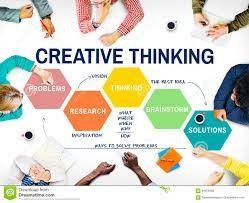 CREATIVE THINKING
VISION
THE BEST IDEA
PROBLEMS
THINKING
RESEARCH
BRAINSTORM
SOLUTIONS
WHAT
WHERE
WHY
WHEN
HOW
INSPIRATION
WAYS TO SOLVE PROBLEMS